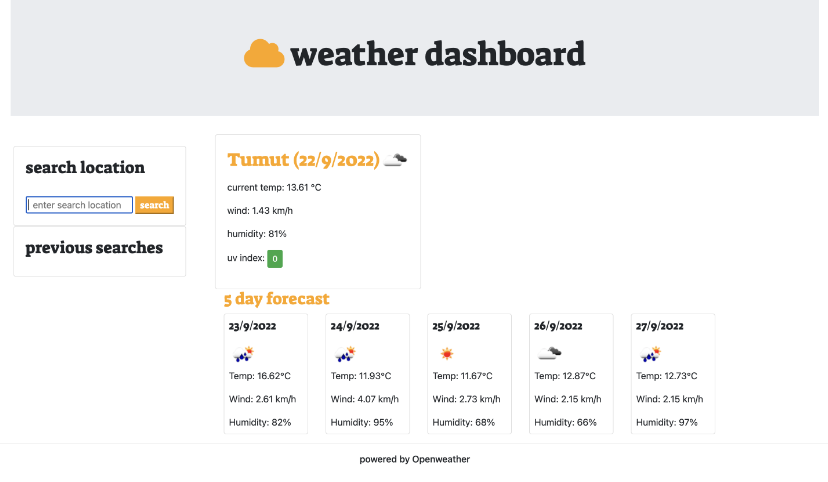 weather dashboard
search location
enter search location search
previous searches
Tumut (22/9/2022)
current temp: 13.61 °C
wind: 1.43 km/h
humidity: 81%
uv index: 0
5 day forecast
23/9/2022
Temp: 16.62°C
Wind: 2.61 km/h
Humidity: 82%
24/9/2022
Temp: 11.93°C
Wind: 4.07 km/h
Humidity: 95%
25/9/2022
Temp: 11.67°C
Wind: 2.73 km/h
Humidity: 68%
26/9/2022
Temp: 12.87°C
Wind: 2.15 km/h
Humidity: 66%
27/9/2022
Temp: 12.73°C
Wind: 2.15 km/h
Humidity: 97%
powered by Openweather